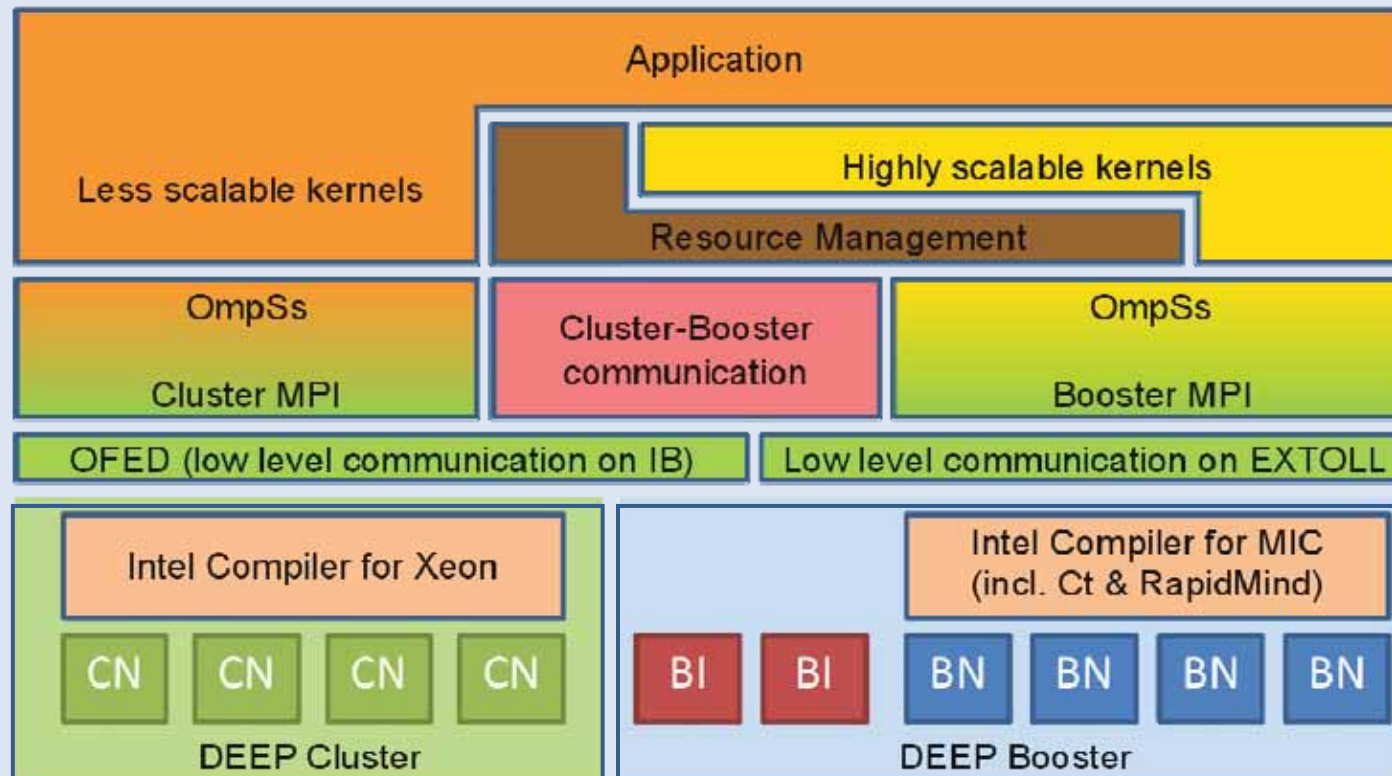 Application
Less scalable kernels
Highly scalable kernels
Resource Management
OmpSs
Cluster MPI
Cluster-Booster
communication
OmpSs
Booster MPI
OFED (low level communication on IB)
Low level communication on EXTOLL
Intel Compiler for Xeon
Intel Compiler for MIC
(incl. Ct & RapidMind)
CN CN CN CN
BI BI BN BN BN BN
DEEP Cluster
DEEP Booster